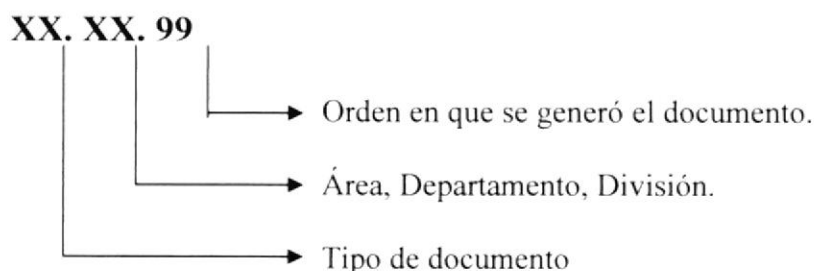 XX. XX. 99
Orden en que se generó el documento.
Área, Departamento, División.
Tipo de documento